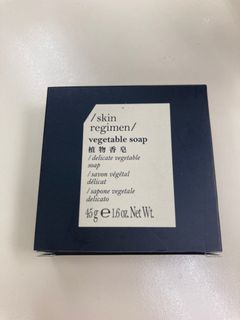 /skin
regimen/
vegetable soap
植物香皂
/ delicate vegetable
soap
/ savon végétal
délicat
/ sapone vegetale
delicato
45 g ℮ 1.6 oz. Net Wt.